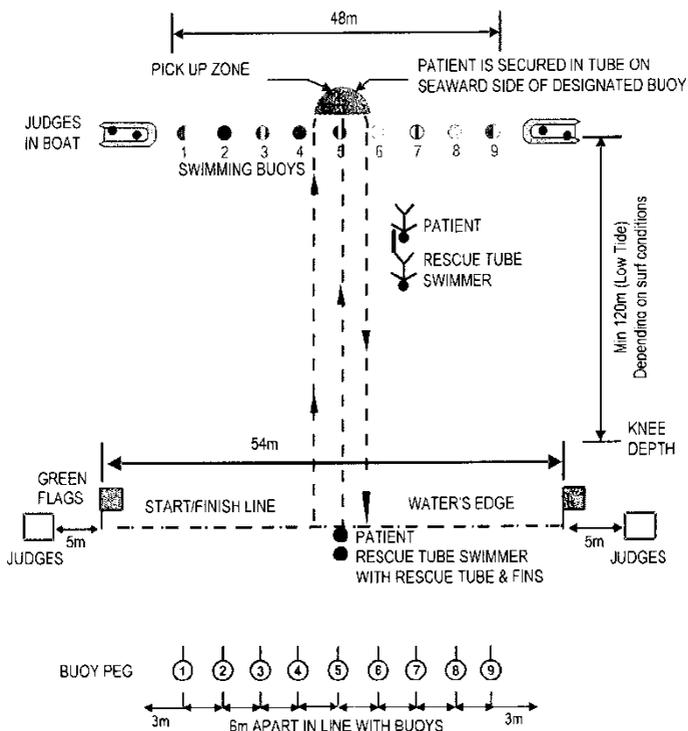 48m
PICK UP ZONE
PATIENT IS SECURED IN TUBE ON
SEAWARD SIDE OF DESIGNATED BUOY
JUDGES
IN BOAT
1 2 3 4 5 6 7 8 9
SWIMMING BUOYS
PATIENT
RESCUE TUBE
SWIMMER
Min 120m (Low Tide)
Depending on surf conditions
KNEE
DEPTH
54m
GREEN
FLAGS
START/FINISH LINE
WATER'S EDGE
5m
JUDGES
PATIENT
RESCUE TUBE SWIMMER
WITH RESCUE TUBE & FINS
5m
JUDGES
BUOY PEG
1 2 3 4 5 6 7 8 9
3m
6m APART IN LINE WITH BUOYS
3m